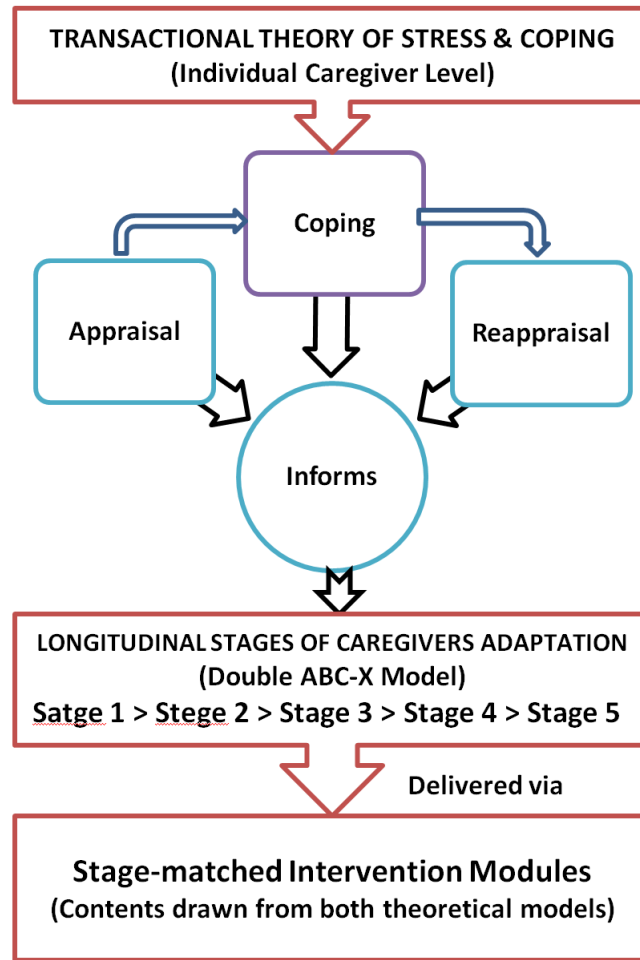 TRANSACTIONAL THEORY OF STRESS & COPING
(Individual Caregiver Level)
Coping
Appraisal
Reappraisal
Informs
LONGITUDINAL STAGES OF CAREGIVERS ADAPTATION
(Double ABC-X Model)
Satge 1 > Stege 2 > Stage 3 > Stage 4 > Stage 5
Delivered via
Stage-matched Intervention Modules
(Contents drawn from both theoretical models)